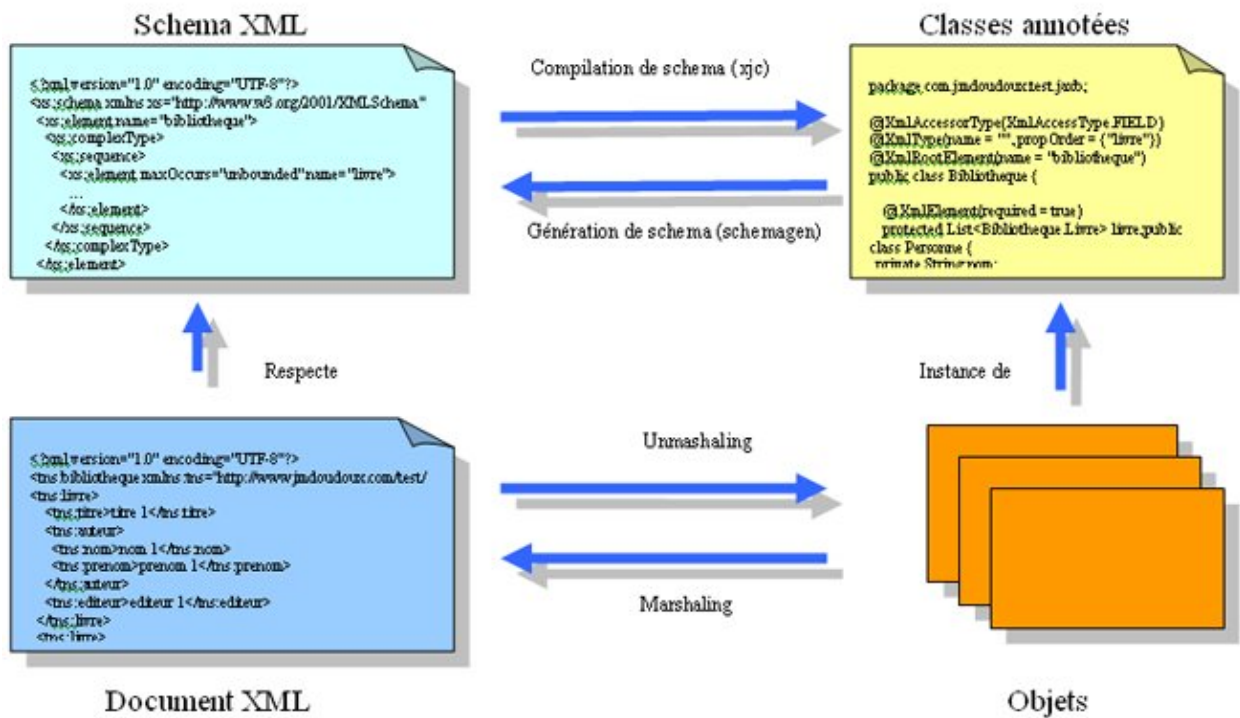 Schema XML
<?xml version="1.0" encoding="UTF-8"?>
<xs:schema xmlns:xs="http://www.w3.org/2001/XMLSchema"
<xs:element name="bibliotheque">
<xs:complexType>
<xs:sequence>
<xs:element maxOccurs="unbounded" name="livre">
...
</xs:element>
</xs:sequence>
</xs:complexType>
</xs:element>
Compilation de schema (xjc)
Génération de schema (schemagen)
Classes annotées
package com.jmdoudoux.test.jaxb;
@XmlAccessorType(XmlAccessType.FIELD)
@XmlType(name = "", propOrder = {"livre"})
@XmlRootElement(name = "bibliotheque")
public class Bibliotheque {
@XmlElement(required = true)
protected List<Bibliotheque.Livre> livre;public
class Personne {
private String nom;
Respecte
Instance de
<?xml version="1.0" encoding="UTF-8"?>
<tns:bibliotheque xmlns:tns="http://www.jmdoudoux.com/test/
<tns:livre>
<tns:titre>titre 1</tns:titre>
<tns:auteur>
<tns:nom>nom 1</tns:nom>
<tns:prenom>prenom 1</tns:prenom>
</tns:auteur>
<tns:editeur>editeur 1</tns:editeur>
</tns:livre>
<tns:livre>
Unmashaling
Marshaling
Document XML
Objets